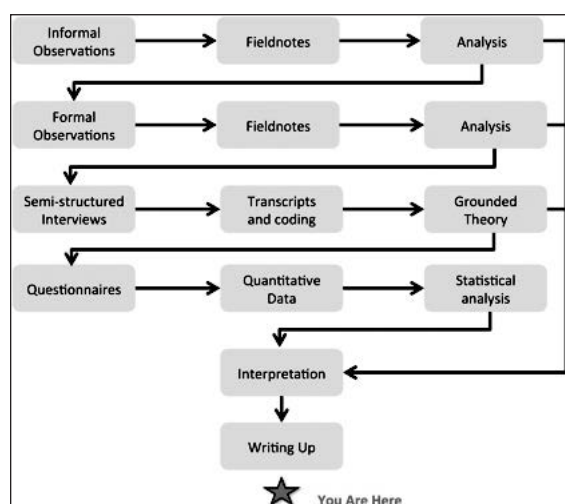 Informal
Observations
Fieldnotes
Analysis
Formal
Observations
Fieldnotes
Analysis
Semi-structured
Interviews
Transcripts
and coding
Grounded
Theory
Questionnaires
Quantitative
Data
Statistical
analysis
Interpretation
Writing Up
You Are Here